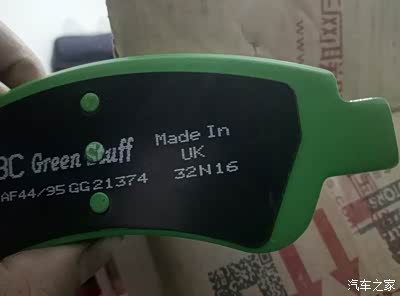 BC Green Stuff
AF44/95 GG 21374
Made In
UK
32N16
汽车之家